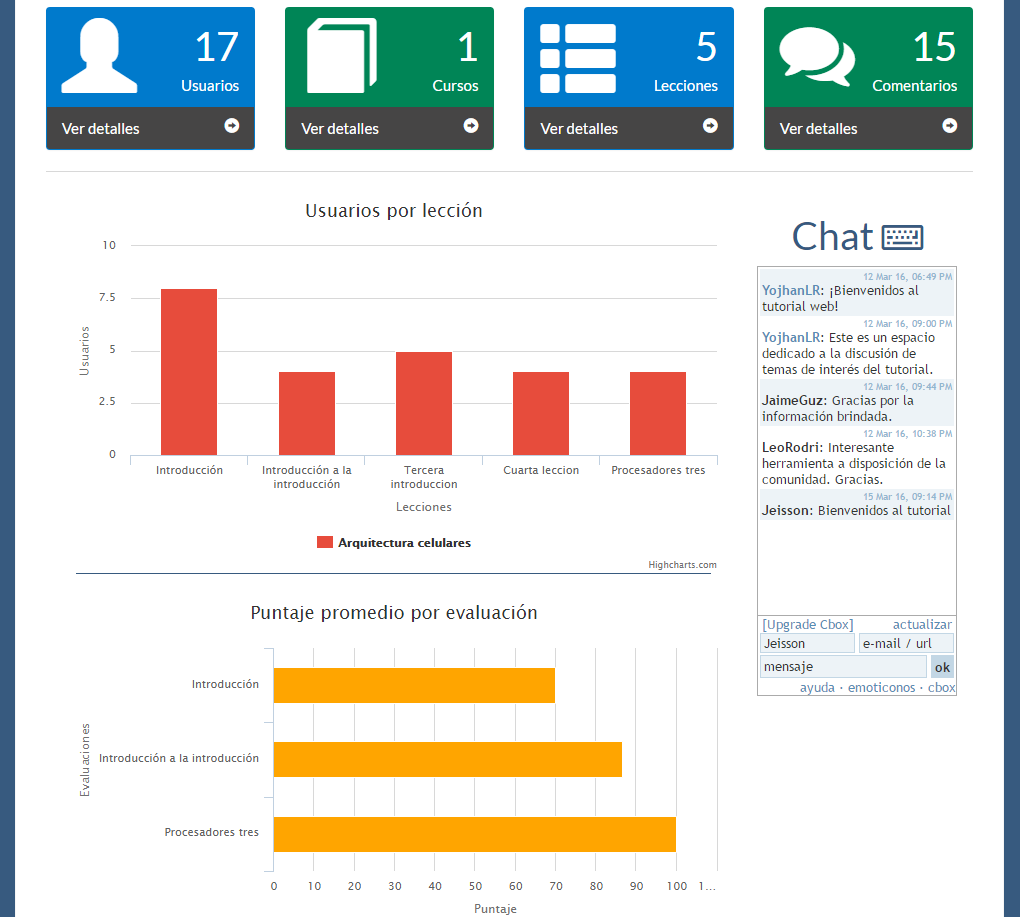 17
Usuarios
Ver detalles
1
Cursos
Ver detalles
5
Lecciones
Ver detalles
15
Comentarios
Ver detalles
Usuarios por lección
10
7.5
5
2.5
0
Usuarios
Introducción
Introducción a la
introducción
Tercera
introduccion
Cuarta leccion
Procesadores tres
Lecciones
Arquitectura celulares
Highcharts.com
Puntaje promedio por evaluación
Evaluaciones
Introducción
Introducción a la introducción
Procesadores tres
0 10 20 30 40 50 60 70 80 90 100 1...
Puntaje
Chat
12 Mar 16, 06:49 PM
YojhanLR: ¡Bienvenidos al
tutorial web!
12 Mar 16, 09:00 PM
YojhanLR: Este es un espacio
dedicado a la discusión de
temas de interés del tutorial.
12 Mar 16, 09:44 PM
JaimeGuz: Gracias por la
información brindada.
12 Mar 16, 10:38 PM
LeoRodri: Interesante
herramienta a disposición de la
comunidad. Gracias.
15 Mar 16, 09:14 PM
Jeisson: Bienvenidos al tutorial
[Upgrade Cbox] actualizar
Jeisson e-mail / url
mensaje ok
ayuda · emoticonos · cbox